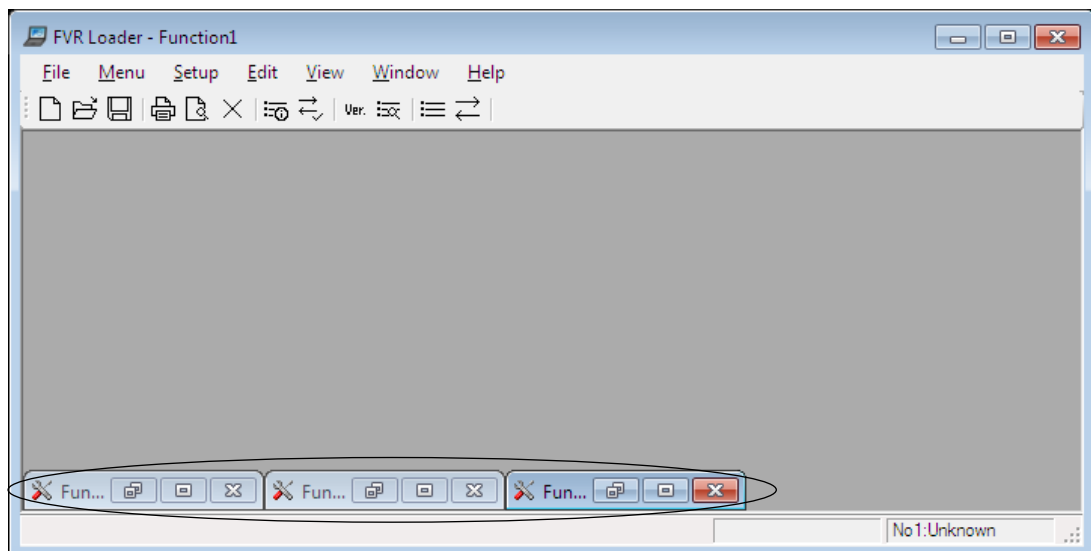 FVR Loader - Function1
File Menu Setup Edit View Window Help
Ver.
Fun... Fun... Fun...
No1:Unknown